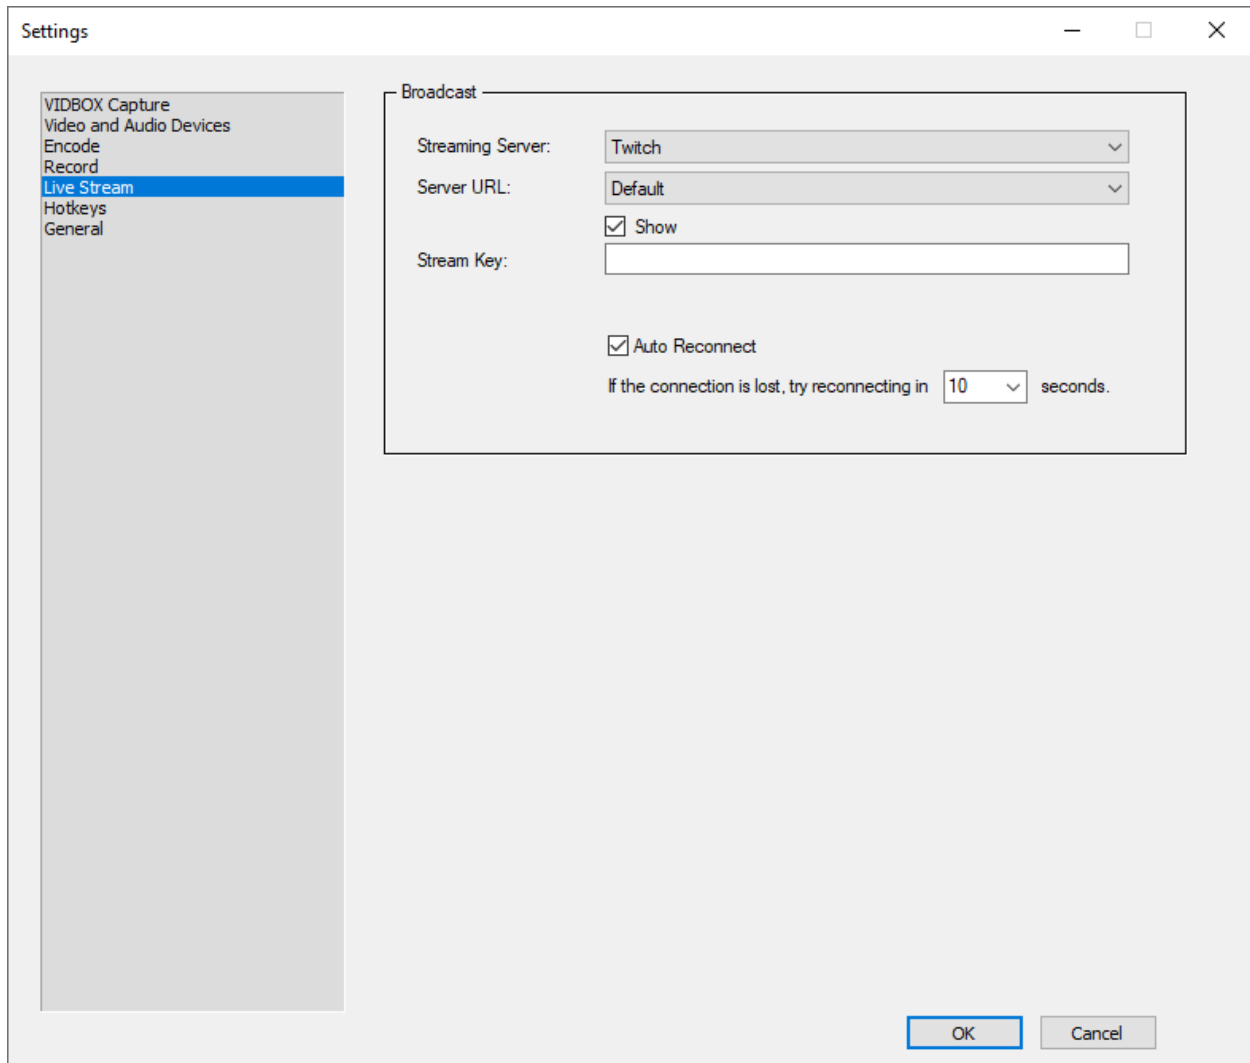 Settings
VIDBOX Capture
Video and Audio Devices
Encode
Record
Live Stream
Hotkeys
General
Broadcast
Streaming Server: Twitch
Server URL: Default
Show
Stream Key:
Auto Reconnect
If the connection is lost, try reconnecting in 10 seconds.
OK Cancel